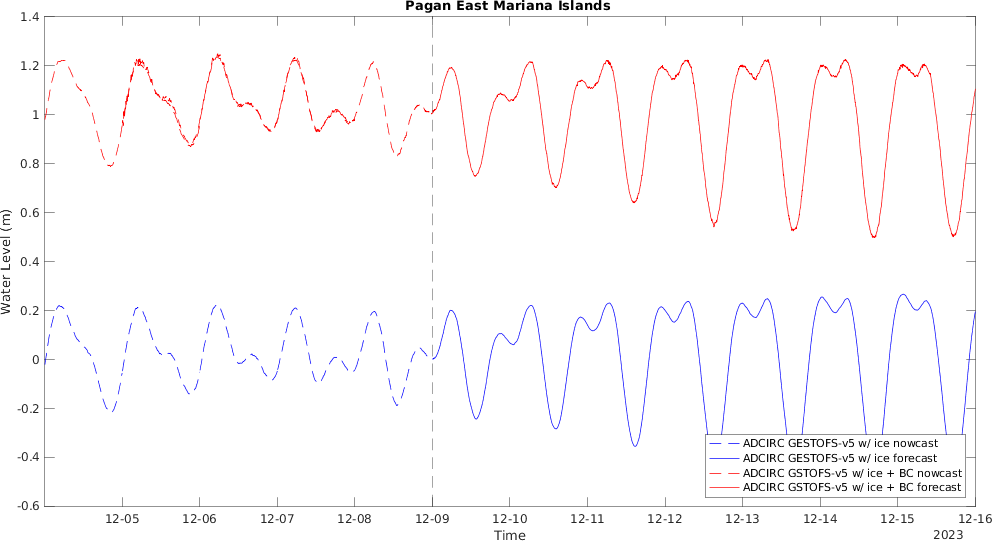 Pagan East Mariana Islands
1.4
1.2
1
0.8
0.6
0.4
0.2
0
-0.2
-0.4
-0.6
Water Level (m)
ADCIRC GESTOFS-v5 w/ ice nowcast
ADCIRC GESTOFS-v5 w/ ice forecast
ADCIRC GSTOFS-v5 w/ ice + BC nowcast
ADCIRC GSTOFS-v5 w/ ice + BC forecast
12-05 12-06 12-07 12-08 12-09 12-10 12-11 12-12 12-13 12-14 12-15 12-16
Time
2023